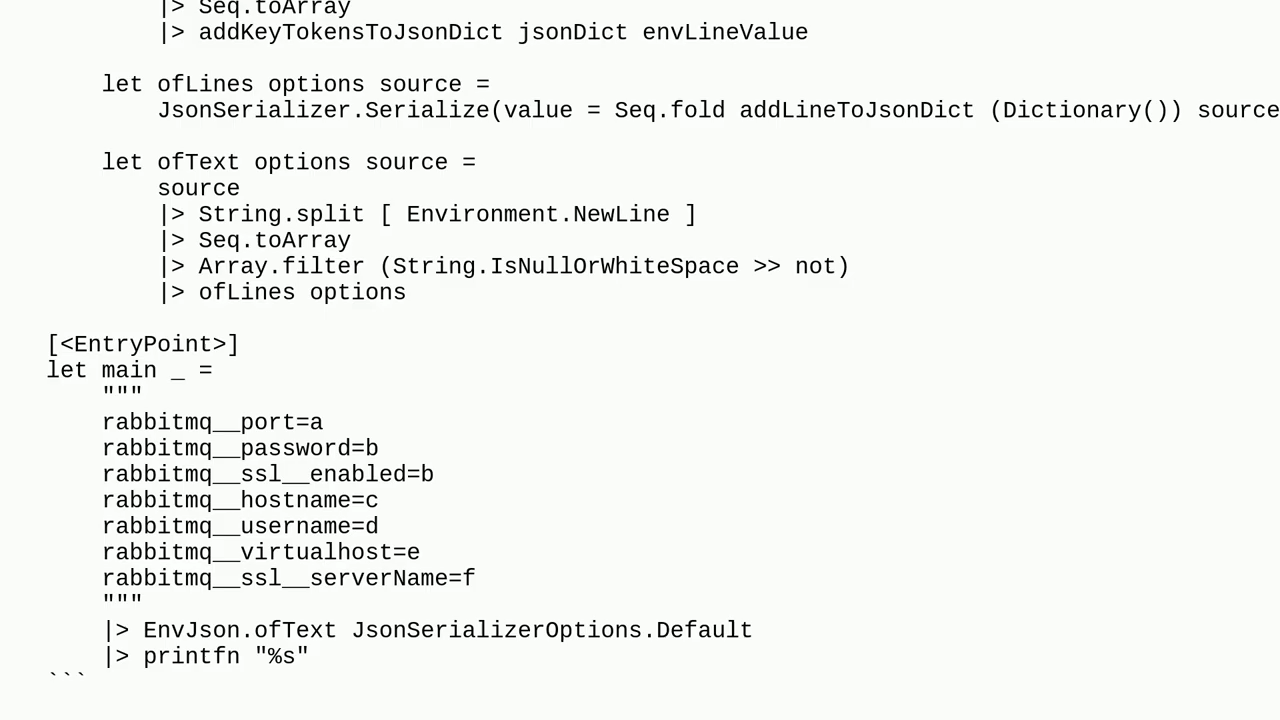 |> Seq.toArray
|> addKeyTokensToJsonDict jsonDict envLineValue
let ofLines options source =
JsonSerializer.Serialize(value = Seq.fold addLineToJsonDict (Dictionary()) source
let ofText options source =
source
|> String.split [ Environment.NewLine ]
|> Seq.toArray
|> Array.filter (String.IsNullOrWhiteSpace >> not)
|> ofLines options
[<EntryPoint>]
let main _ =
"""
rabbitmq__port=a
rabbitmq__password=b
rabbitmq__ssl__enabled=b
rabbitmq__hostname=c
rabbitmq__username=d
rabbitmq__virtualhost=e
rabbitmq__ssl__serverName=f
"""
|> EnvJson.ofText JsonSerializerOptions.Default
|> printfn "%s"
```